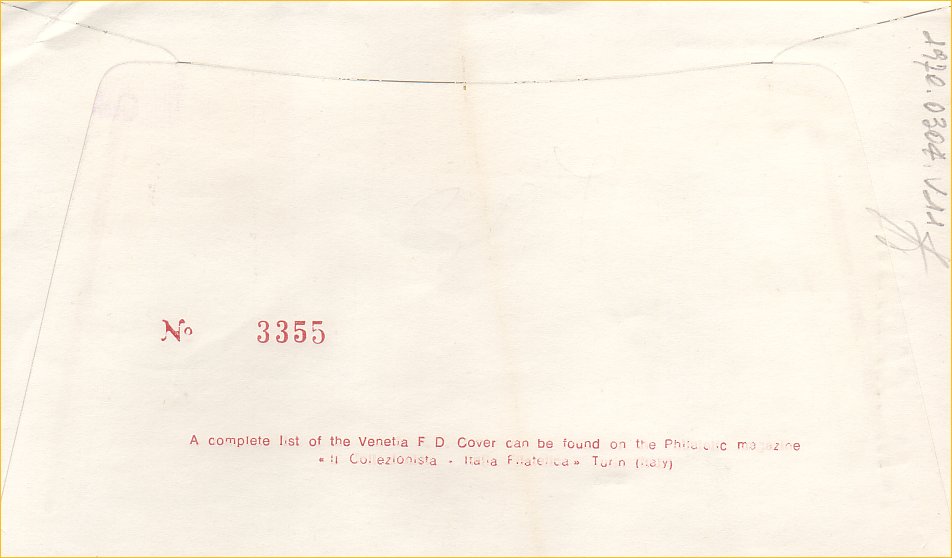 No 3355
A complete list of the Venetia F. D. Cover can be found on the Philatelic magazine
« Il Collezionista - Italia Filatelica » Turin (Italy)
1970.0304.